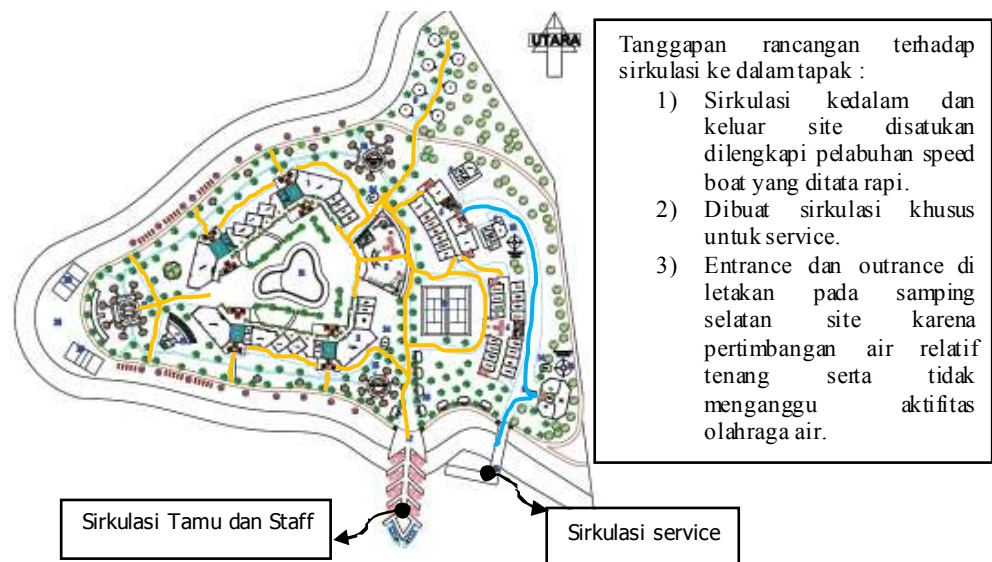 UTARA
Tanggapan rancangan terhadap
sirkulasi ke dalam tapak :
1) Sirkulasi kedalam dan
keluar site disatukan
dilengkapi pelabuhan speed
boat yang ditata rapi.
2) Dibuat sirkulasi khusus
untuk service.
3) Entrance dan outrance di
letakan pada samping
selatan site karena
pertimbangan air relatif
tenang serta tidak
menganggu aktifitas
olahraga air.
Sirkulasi Tamu dan Staff
Sirkulasi service